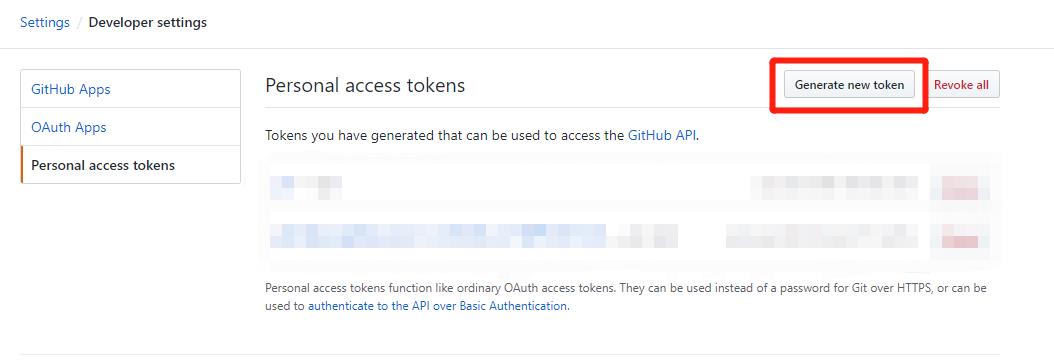 Settings / Developer settings
GitHub Apps
OAuth Apps
Personal access tokens
Personal access tokens
Generate new token
Revoke all
Tokens you have generated that can be used to access the GitHub API.
Personal access tokens function like ordinary OAuth access tokens. They can be used instead of a password for Git over HTTPS, or can be
used to authenticate to the API over Basic Authentication.